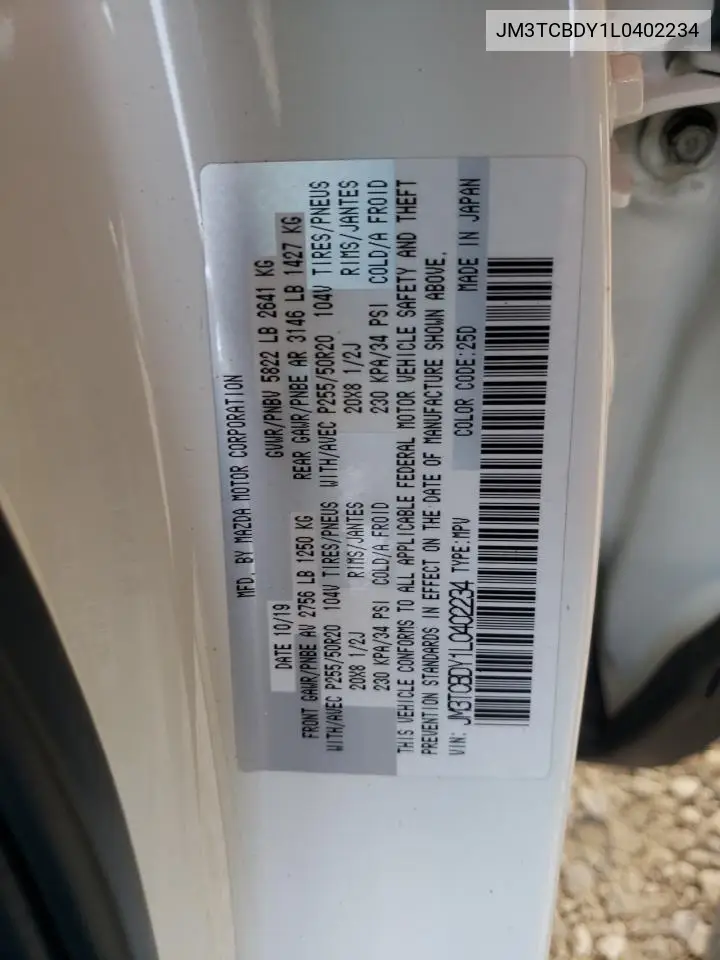 JM3TCBDY1L0402234
MFD. BY MAZDA MOTOR CORPORATION
DATE 10/19 GVWR/PNBV 5822 LB 2641 KG
FRONT GAWR/PNBE AV 2756 LB 1250 KG REAR GAWR/PNBE AR 3146 LB 1427 KG
WITH/AVEC P255/50R20 104V TIRES/PNEUS WITH/AVEC P255/50R20 104V TIRES/PNEUS
20X8 1/2J RIMS/JANTES 20X8 1/2J RIMS/JANTES
230 KPA/34 PSI COLD/A FROID 230 KPA/34 PSI COLD/A FROID
THIS VEHICLE CONFORMS TO ALL APPLICABLE FEDERAL MOTOR VEHICLE SAFETY AND THEFT
PREVENTION STANDARDS IN EFFECT ON THE DATE OF MANUFACTURE SHOWN ABOVE.
VIN: JM3TCBDY1L0402234 TYPE:MPV COLOR CODE:25D MADE IN JAPAN